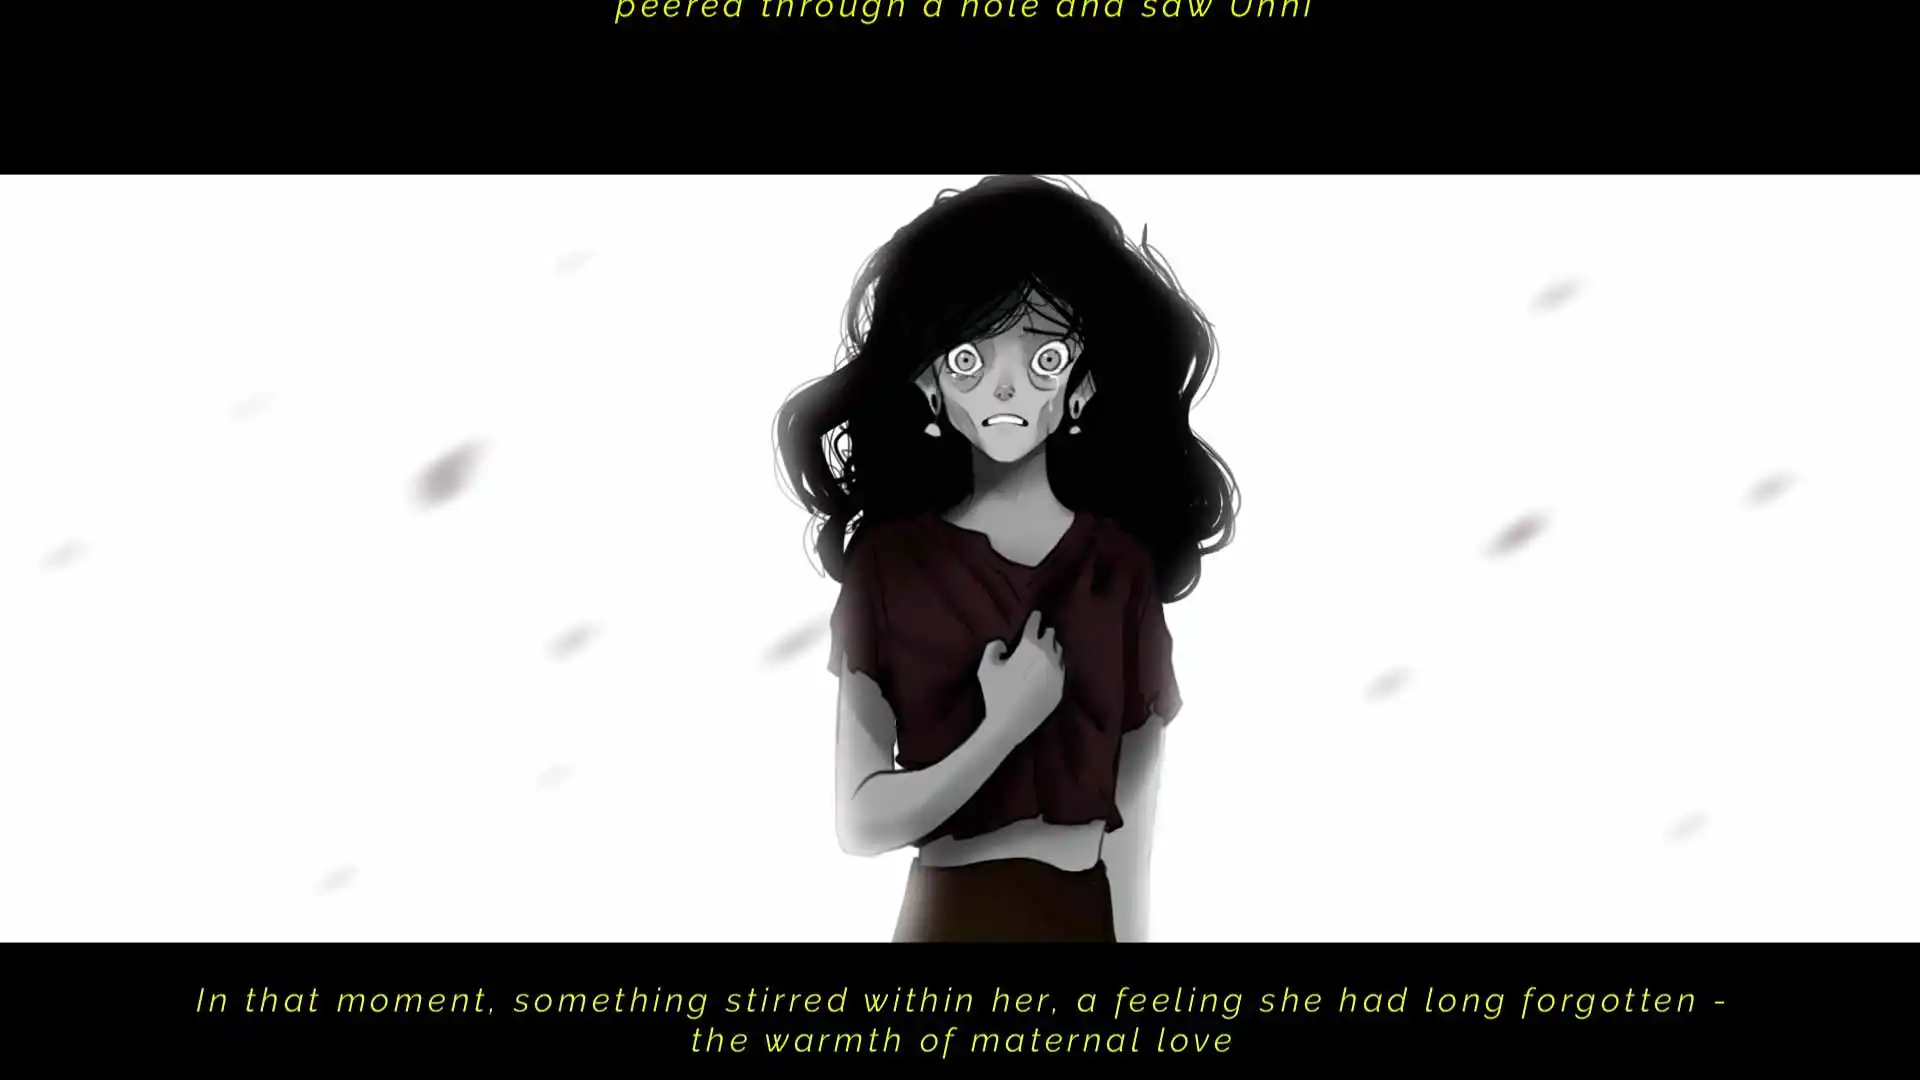 peered through a hole and saw Unni
In that moment, something stirred within her, a feeling she had long forgotten -
the warmth of maternal love